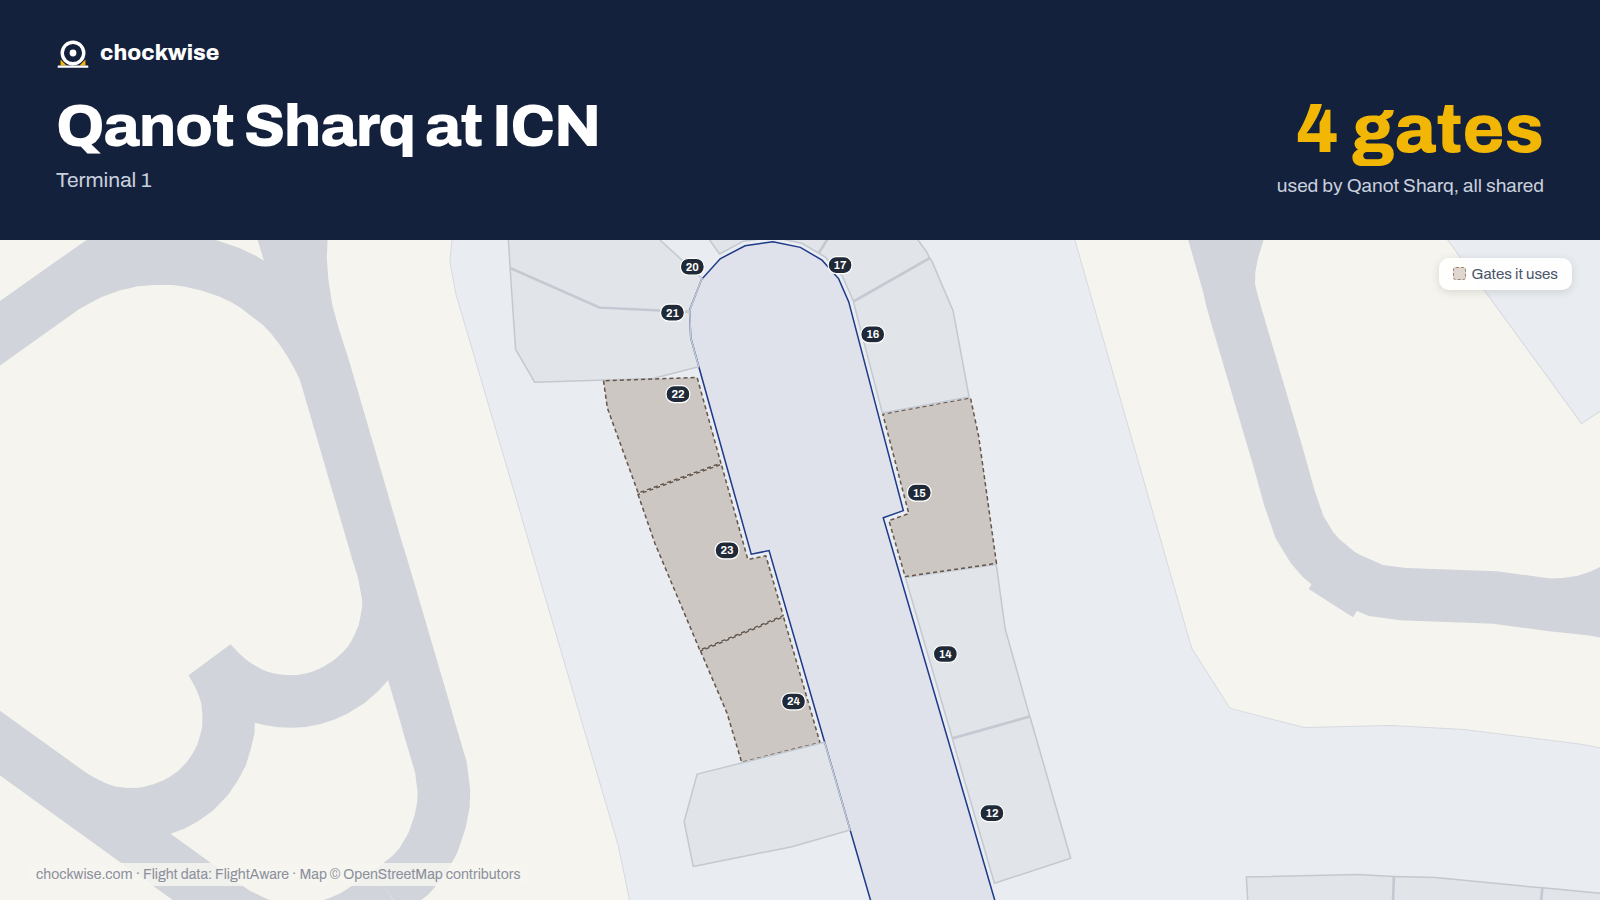 chockwise
Qanot Sharq at ICN
Terminal 1
4 gates
used by Qanot Sharq, all shared
Gates it uses
20
17
21
16
22
15
23
14
24
12
chockwise.com · Flight data: FlightAware · Map © OpenStreetMap contributors